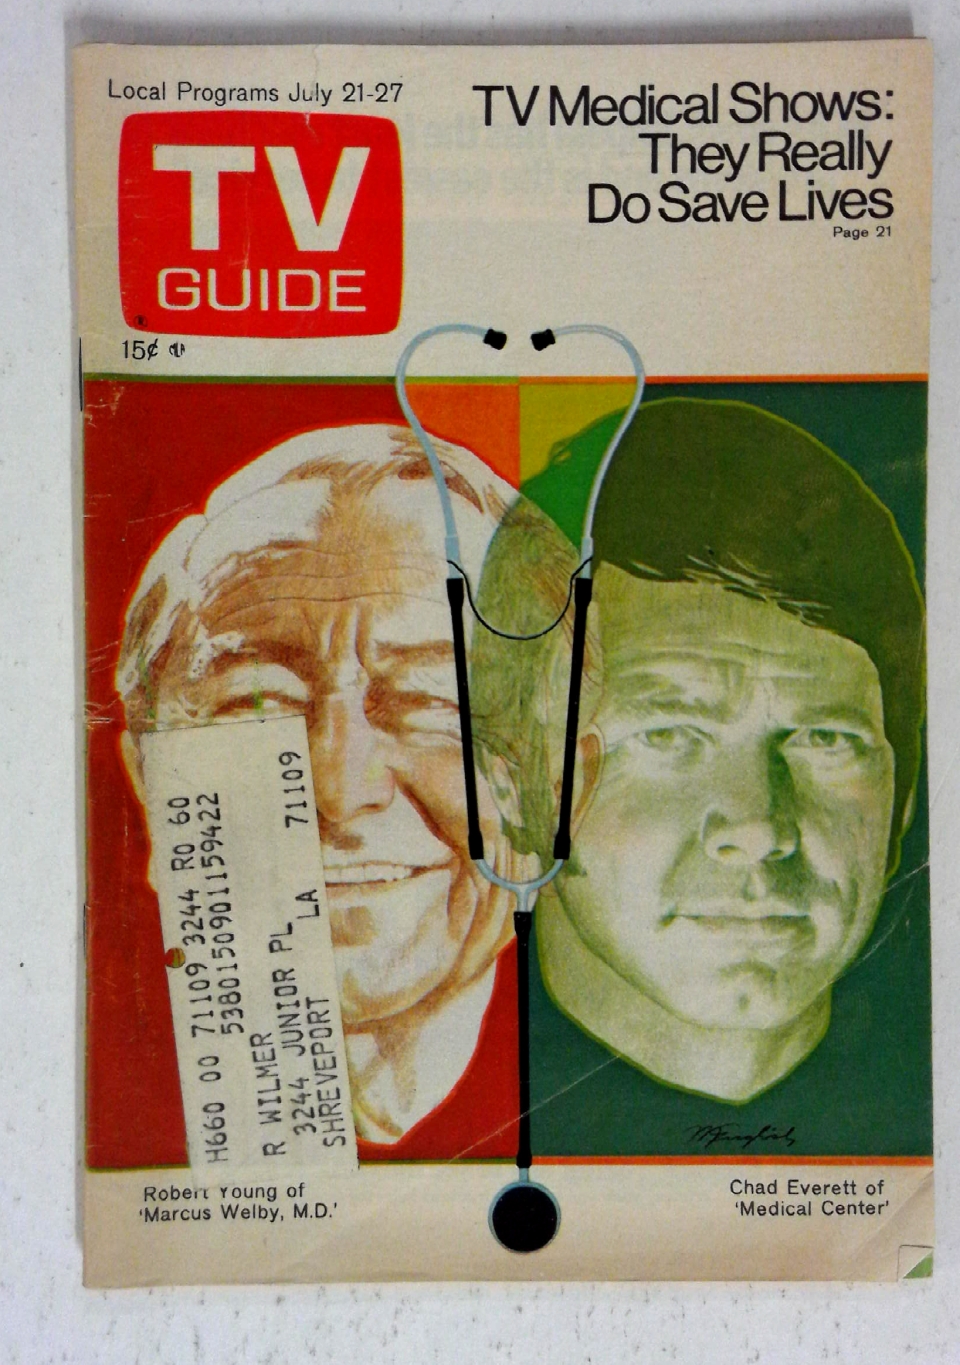 Local Programs July 21-27
TV
GUIDE
®
15¢
TV Medical Shows:
They Really
Do Save Lives
Page 21
H660 00 71109 3244 RO 60
5380150901159422
R WILMER
3244 JUNIOR PL
SHREVEPORT LA 71109
Robert Young of
'Marcus Welby, M.D.'
Chad Everett of
'Medical Center'